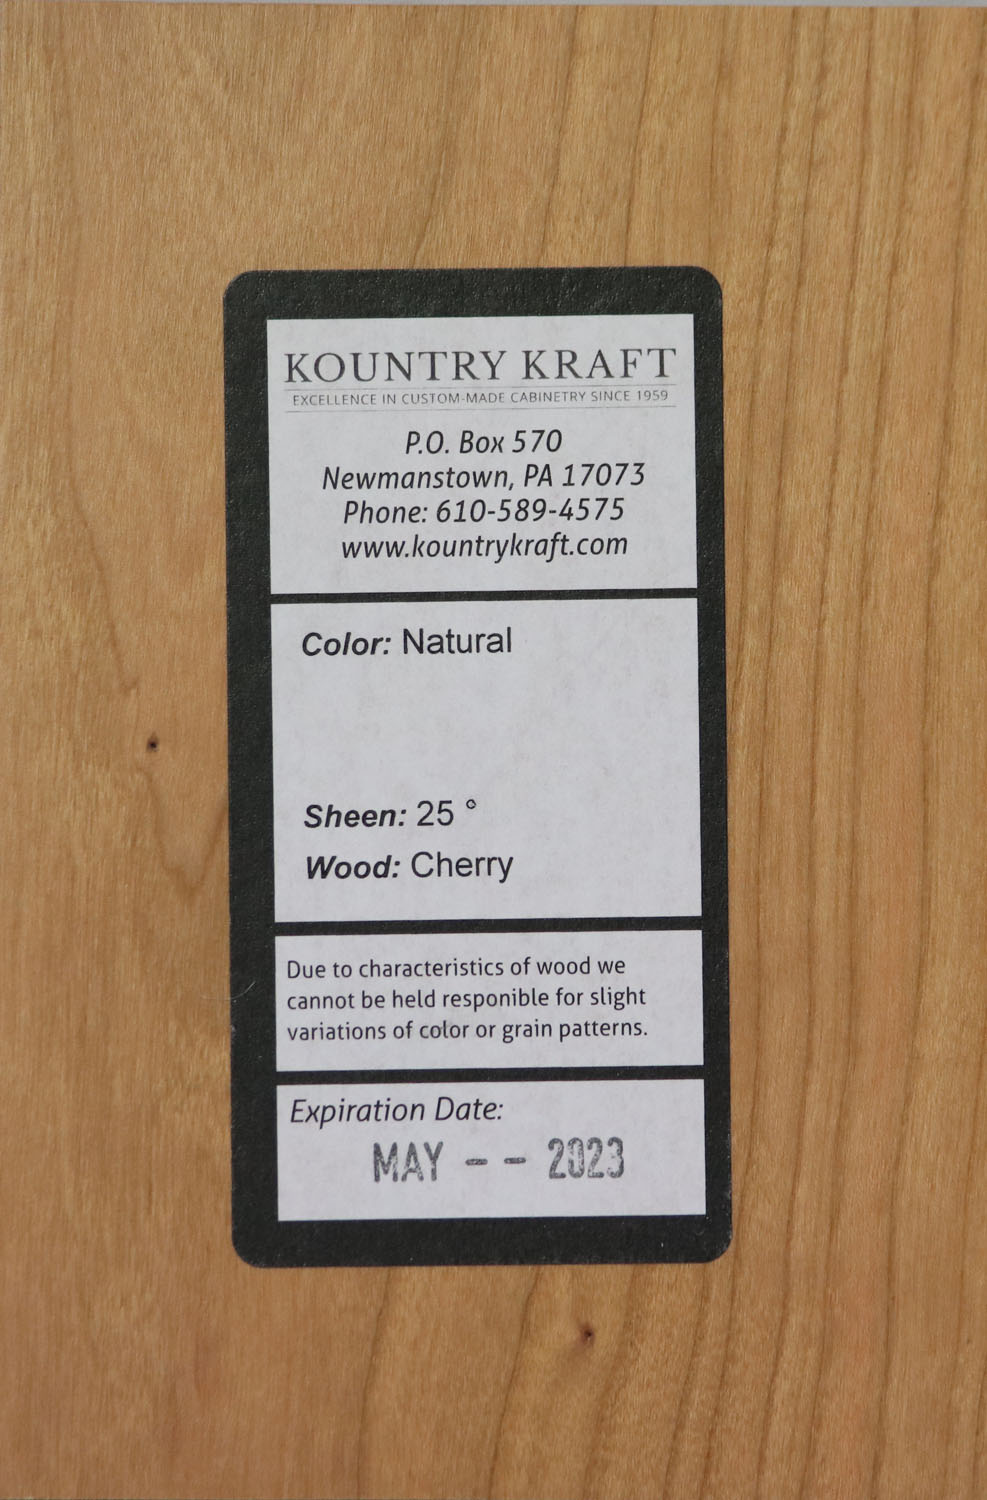 KOUNTRY KRAFT
EXCELLENCE IN CUSTOM-MADE CABINETRY SINCE 1959
P.O. Box 570
Newmanstown, PA 17073
Phone: 610-589-4575
www.kountrykraft.com
Color: Natural
Sheen: 25 °
Wood: Cherry
Due to characteristics of wood we
cannot be held responible for slight
variations of color or grain patterns.
Expiration Date:
MAY -- 2023